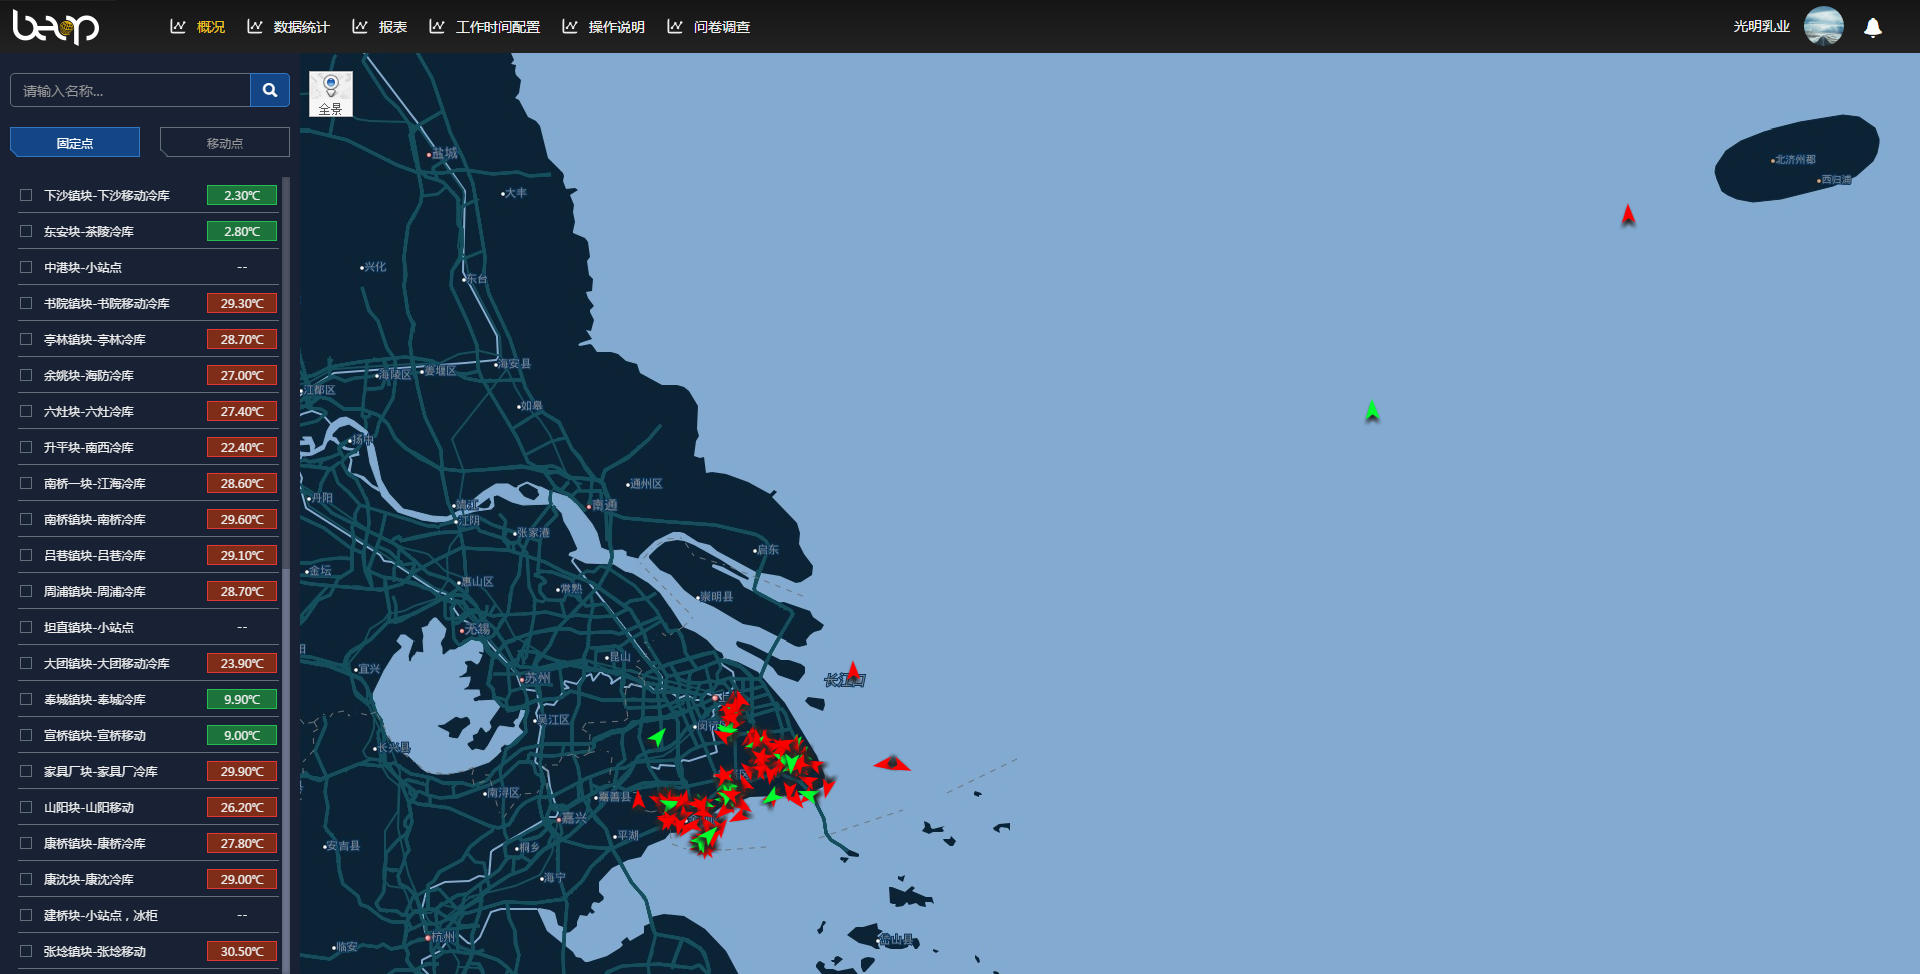 概况
数据统计
报表
工作时间配置
操作说明
问卷调查
光明乳业
请输入名称...
固定点
移动点
下沙镇块-下沙移动冷库 2.30℃
东安块-茶陵冷库 2.80℃
中港块-小站点 --
书院镇块-书院移动冷库 29.30℃
亭林镇块-亭林冷库 28.70℃
余姚块-海防冷库 27.00℃
六灶块-六灶冷库 27.40℃
升平块-南西冷库 22.40℃
南桥一块-江海冷库 28.60℃
南桥镇块-南桥冷库 29.60℃
吕巷镇块-吕巷冷库 29.10℃
周浦镇块-周浦冷库 28.70℃
坦直镇块-小站点 --
大团镇块-大团移动冷库 23.90℃
奉城镇块-奉城冷库 9.90℃
宣桥镇块-宣桥移动 9.00℃
家具厂块-家具厂冷库 29.90℃
山阳块-山阳移动 26.20℃
康桥镇块-康桥冷库 27.80℃
康沈块-康沈冷库 29.00℃
建桥块-小站点，冰柜 --
张埝镇块-张埝移动 30.50℃
全景
盐城
大丰
北济州郡
西归浦
兴化
东台
海安县
海陵区
姜堰区
江都区
如皋
扬中
通州区
丹阳
靖江
南通
江阴
张家港
启东
金坛
惠山区
常熟
崇明县
无锡
昆山
宜兴
苏州
长江口
吴江区
闵行区
长兴县
南浔区
嘉善县
嘉兴
平湖
安吉县
桐乡
海宁
杭州
临安
岱山县